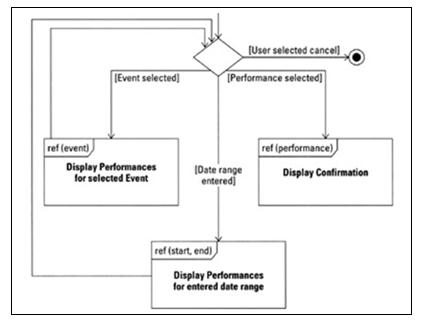 [User selected cancel]
[Event selected]
[Performance selected]
ref (event)
Display Performances
for selected Event
[Date range
entered]
ref (performance)
Display Confirmation
ref (start, end)
Display Performances
for entered date range